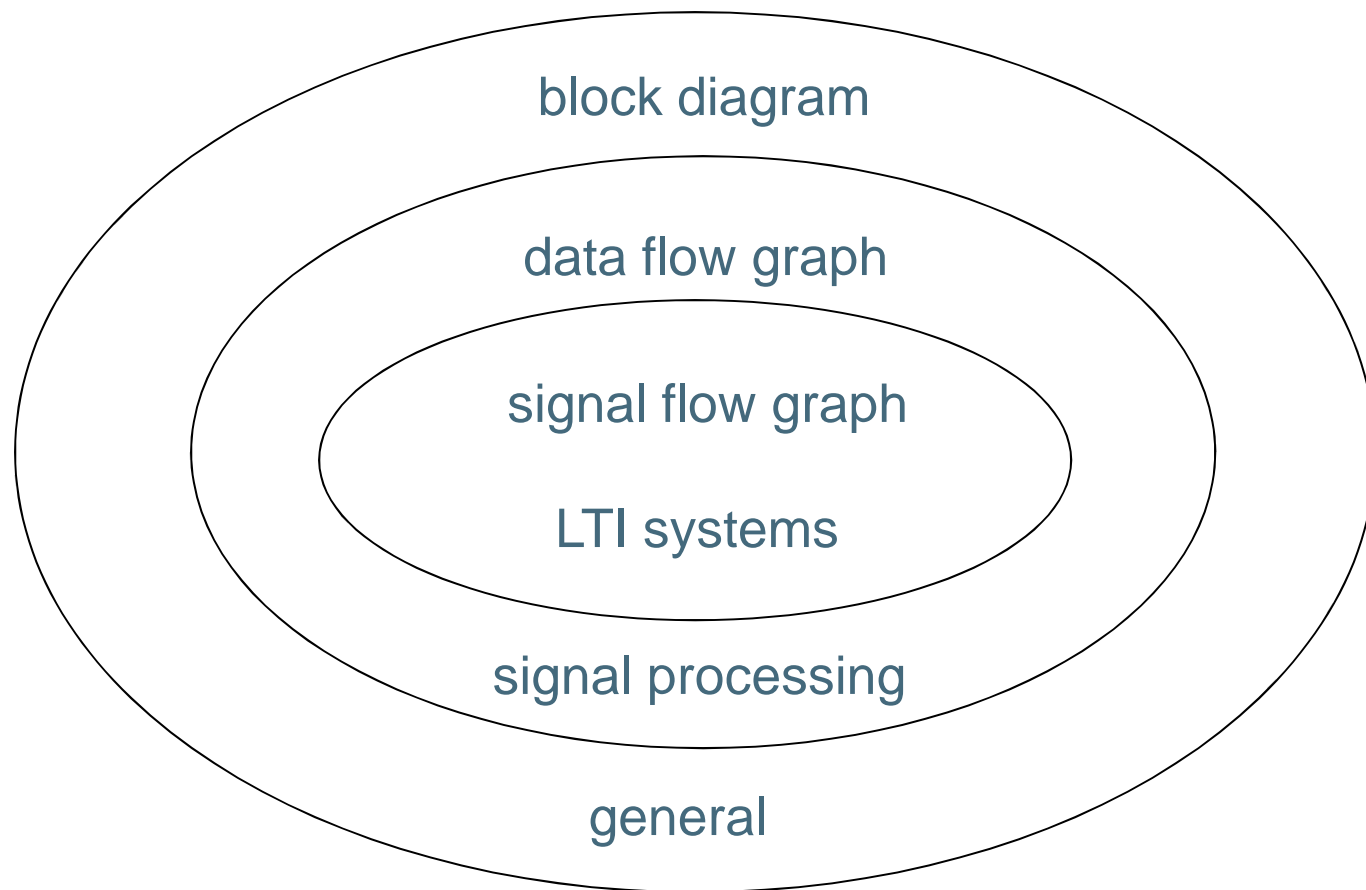 block diagram
data flow graph
signal flow graph
LTI systems
signal processing
general